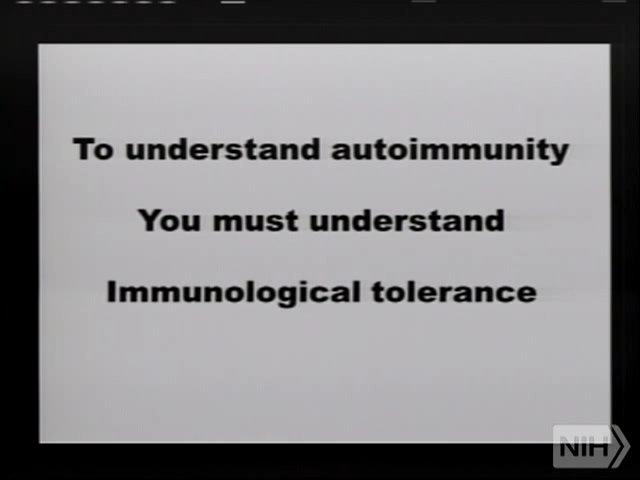 To understand autoimmunity
You must understand
Immunological tolerance
NIH